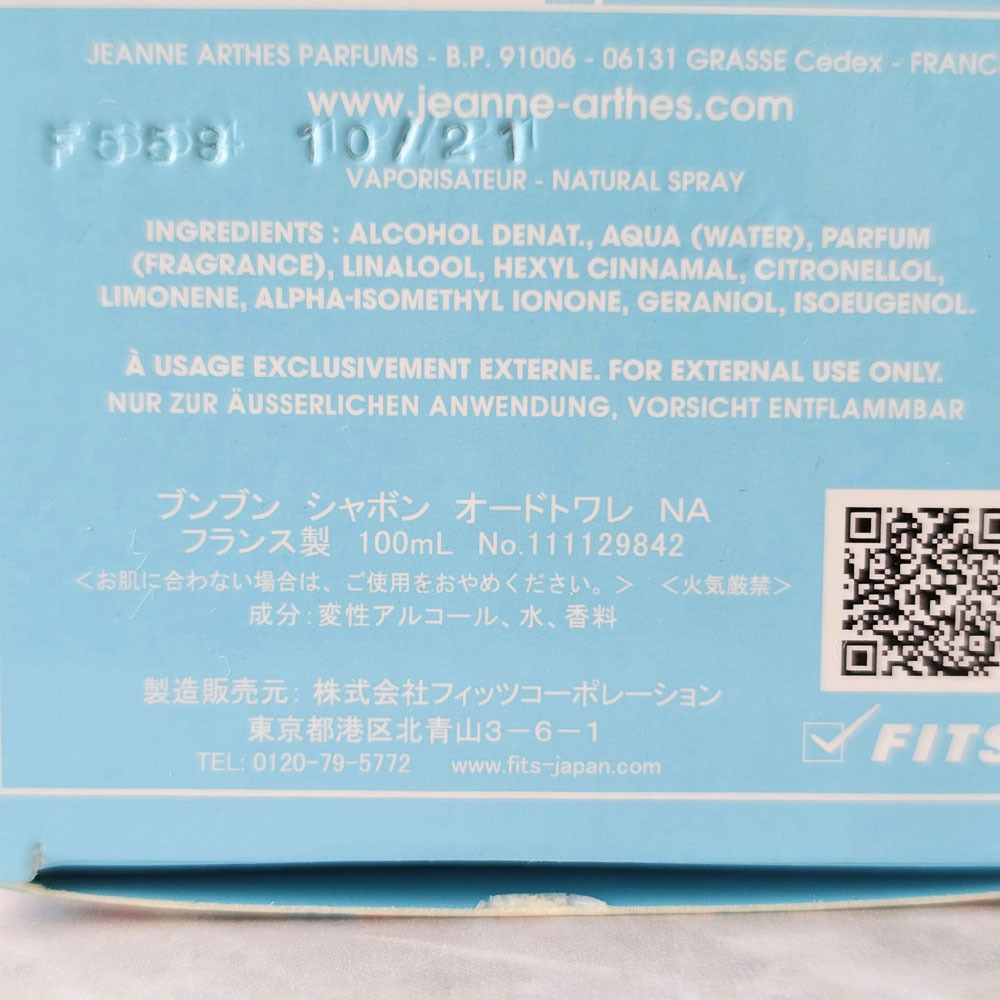 JEANNE ARTHES PARFUMS - B.P. 91006 - 06131 GRASSE Cedex - FRANC
www.jeanne-arthes.com
F558 10/21
VAPORISATEUR - NATURAL SPRAY
INGREDIENTS : ALCOHOL DENAT., AQUA (WATER), PARFUM
(FRAGRANCE), LINALOOL, HEXYL CINNAMAL, CITRONELLOL,
LIMONENE, ALPHA-ISOMETHYL IONONE, GERANIOL, ISOEUGENOL.
À USAGE EXCLUSIVEMENT EXTERNE. FOR EXTERNAL USE ONLY.
NUR ZUR ÄUSSERLICHEN ANWENDUNG, VORSICHT ENTFLAMMBAR
ブンブン シャボン オードトワレ NA
フランス製 100mL No.111129842
<お肌に合わない場合は、ご使用をおやめください。> <火気厳禁>
成分:変性アルコール、水、香料
製造販売元: 株式会社フィッツコーポレーション
東京都港区北青山3-6-1
TEL: 0120-79-5772 www.fits-japan.com
FITS